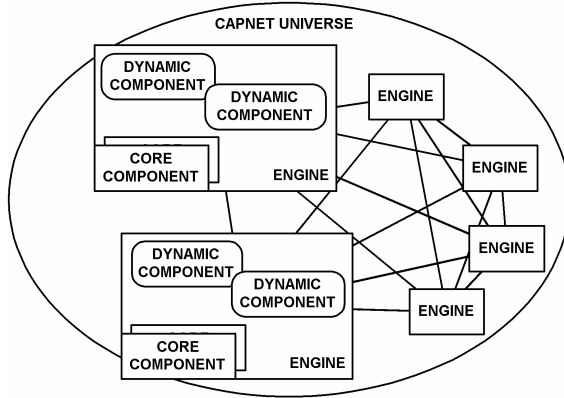 CAPNET UNIVERSE
DYNAMIC
COMPONENT
DYNAMIC
COMPONENT
CORE
COMPONENT
ENGINE
ENGINE
ENGINE
ENGINE
ENGINE
DYNAMIC
COMPONENT
DYNAMIC
COMPONENT
CORE
COMPONENT
ENGINE